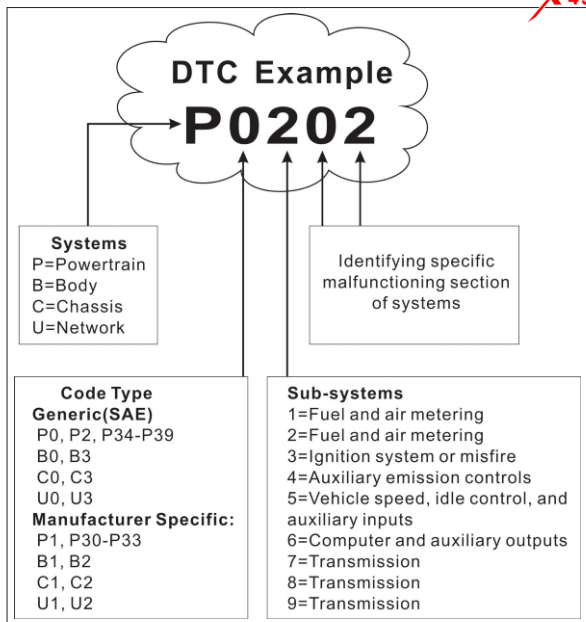 DTC Example
P0202
Systems
P=Powertrain
B=Body
C=Chassis
U=Network
Identifying specific
malfunctioning section
of systems
Code Type
Generic(SAE)
P0, P2, P34-P39
B0, B3
C0, C3
U0, U3
Manufacturer Specific:
P1, P30-P33
B1, B2
C1, C2
U1, U2
Sub-systems
1=Fuel and air metering
2=Fuel and air metering
3=Ignition system or misfire
4=Auxiliary emission controls
5=Vehicle speed, idle control, and
auxiliary inputs
6=Computer and auxiliary outputs
7=Transmission
8=Transmission
9=Transmission